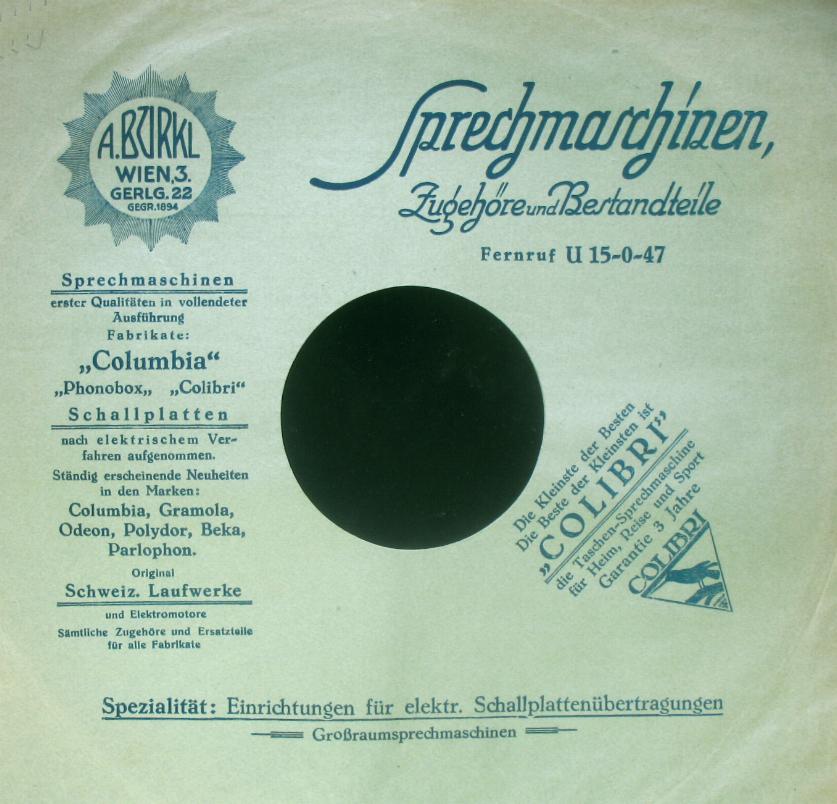 A. BÜRKL
WIEN, 3.
GERLG. 22
GEGR. 1894
Sprechmaschinen,
Zugehöre und Bestandteile
Fernruf U 15-0-47
Sprechmaschinen
erster Qualitäten in vollendeter
Ausführung
Fabrikate:
„Columbia“
„Phonobox„ „Colibri“
Schallplatten
nach elektrischem Ver-
fahren aufgenommen.
Ständig erscheinende Neuheiten
in den Marken:
Columbia, Gramola,
Odeon, Polydor, Beka,
Parlophon.
Original
Schweiz. Laufwerke
und Elektromotore
Sämtliche Zugehöre und Ersatzteile
für alle Fabrikate
Die Kleinste der Besten
Die Beste der Kleinsten ist
„COLIBRI”
die Taschen-Sprechmaschine
für Heim, Reise und Sport
Garantie 3 Jahre
COLIBRI
Spezialität: Einrichtungen für elektr. Schallplattenübertragungen
Großraumsprechmaschinen